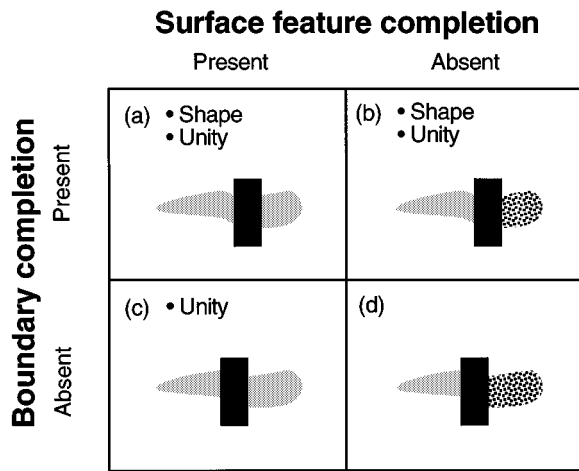 Surface feature completion
Present Absent
Boundary completion
Present
(a) • Shape
• Unity
(b) • Shape
• Unity
Absent
(c) • Unity
(d)